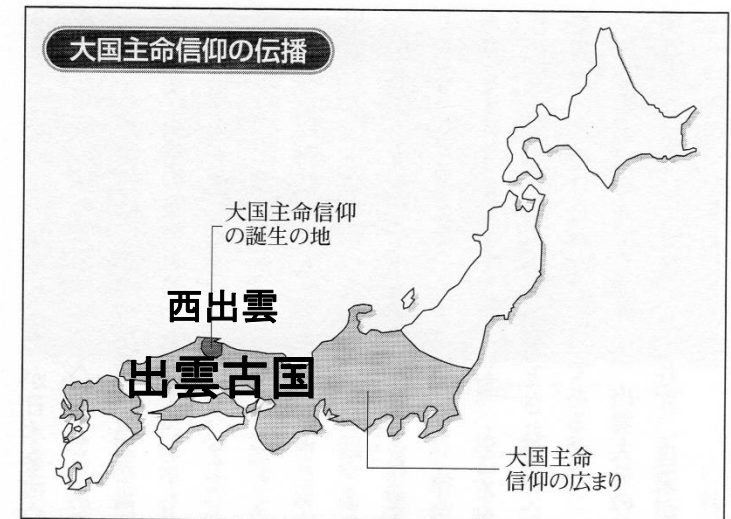 大国主命信仰の伝播
大国主命信仰
の誕生の地
西出雲
出雲古国
大国主命
信仰の広まり